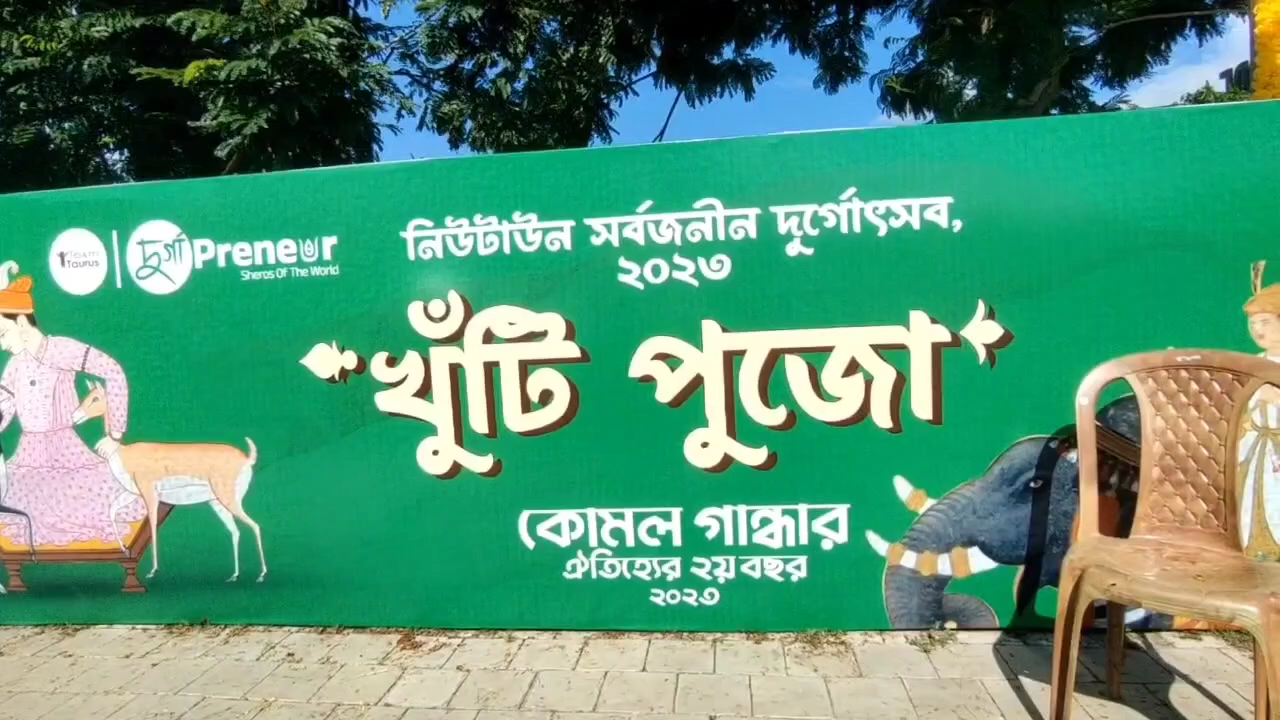 Team
Taurus
দুর্গা Preneur
Sheros Of The World
নিউটাউন সর্বজনীন দুর্গোৎসব,
২০২৩
খুঁটি পুজো
কোমল গান্ধার
ঐতিহ্যের ২য় বছর
২০২৩